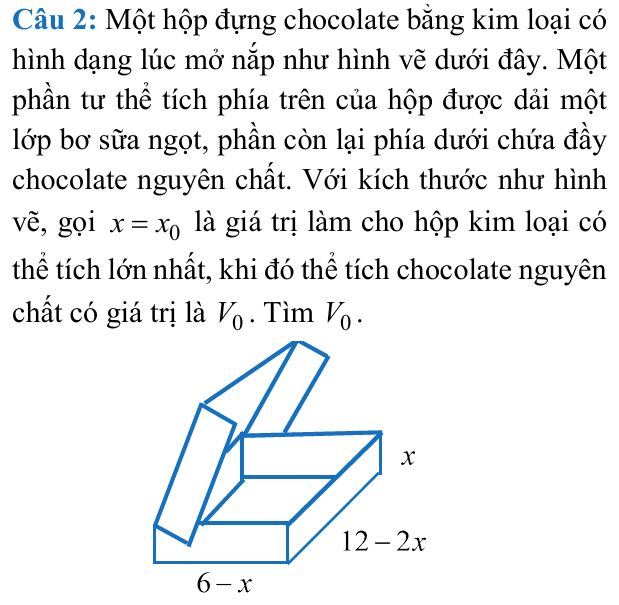 Câu 2: Một hộp đựng chocolate bằng kim loại có
hình dạng lúc mở nắp như hình vẽ dưới đây. Một
phần tư thể tích phía trên của hộp được dải một
lớp bơ sữa ngọt, phần còn lại phía dưới chứa đầy
chocolate nguyên chất. Với kích thước như hình
vẽ, gọi x = x₀ là giá trị làm cho hộp kim loại có
thể tích lớn nhất, khi đó thể tích chocolate nguyên
chất có giá trị là V₀. Tìm V₀.
x
12 − 2x
6 − x